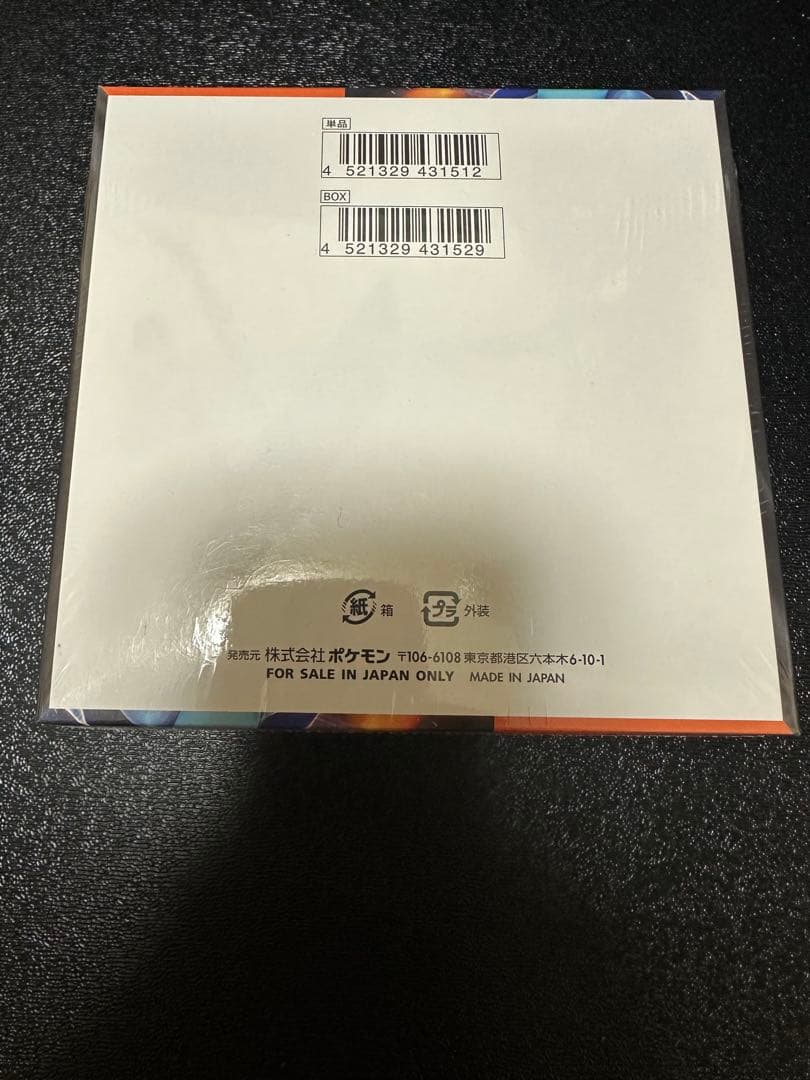 単品
4 521329 431512
BOX
4 521329 431529
紙 箱 プラ 外装
発売元 株式会社 ポケモン 〒106-6108 東京都港区六本木6-10-1
FOR SALE IN JAPAN ONLY MADE IN JAPAN